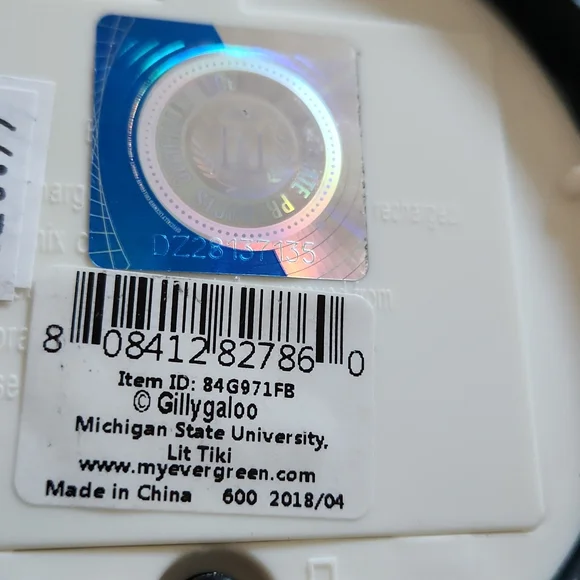 DZ28137135
8 08412 82786 0
Item ID: 84G971FB
© Gillygaloo
Michigan State University,
Lit Tiki
www.myevergreen.com
Made in China 600 2018/04